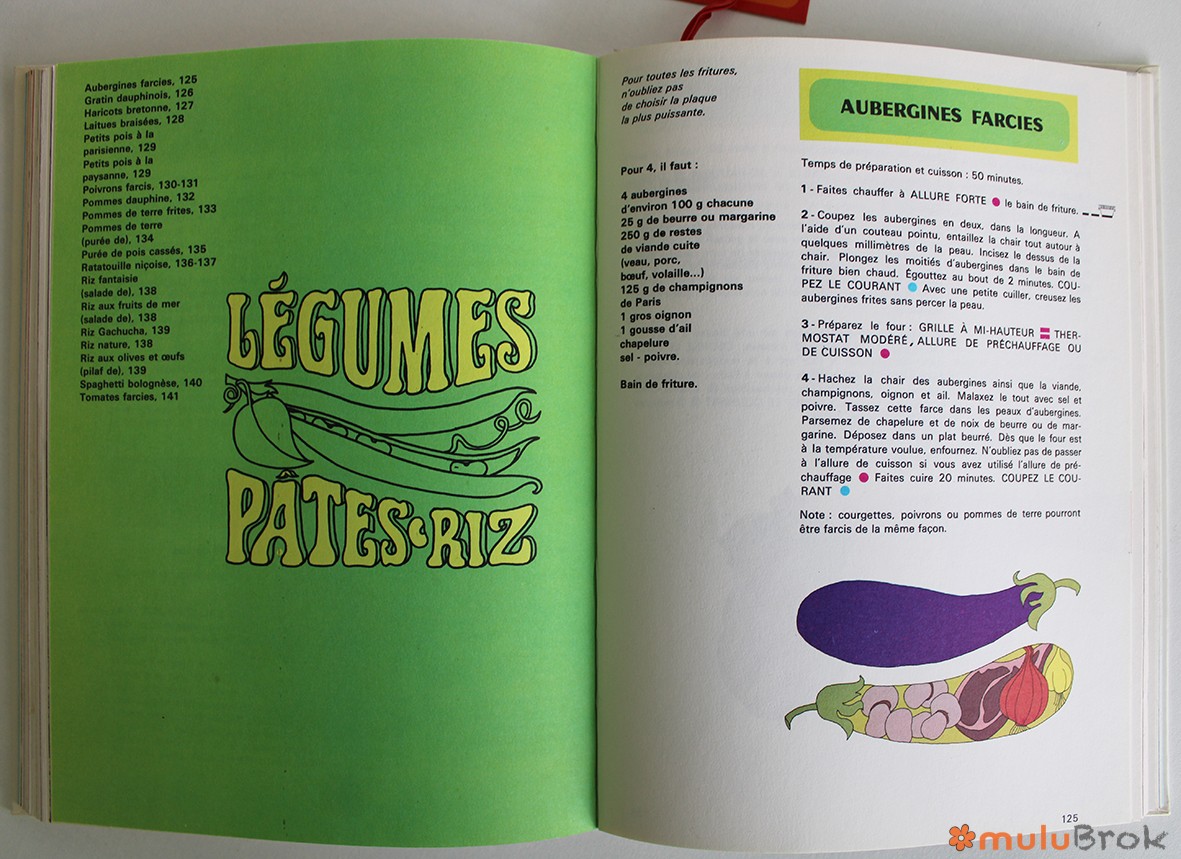 Aubergines farcies, 125
Gratin dauphinois, 126
Haricots bretonne, 127
Laitues braisées, 128
Petits pois à la
parisienne, 129
Petits pois à la
paysanne, 129
Poivrons farcis, 130-131
Pommes dauphine, 132
Pommes de terre frites, 133
Pommes de terre
(purée de), 134
Purée de pois cassés, 135
Ratatouille niçoise, 136-137
Riz fantaisie
(salade de), 138
Riz aux fruits de mer
(salade de), 138
Riz Gachucha, 139
Riz nature, 138
Riz aux olives et œufs
(pilaf de), 139
Spaghetti bolognèse, 140
Tomates farcies, 141
LÉGUMES
PÂTES & RIZ
Pour toutes les fritures,
n'oubliez pas
de choisir la plaque
la plus puissante.
Pour 4, il faut :
4 aubergines
d'environ 100 g chacune
25 g de beurre ou margarine
250 g de restes
de viande cuite
(veau, porc,
bœuf, volaille...)
125 g de champignons
de Paris
1 gros oignon
1 gousse d'ail
chapelure
sel - poivre.
Bain de friture.
AUBERGINES FARCIES
Temps de préparation et cuisson : 50 minutes.
1 - Faites chauffer à ALLURE FORTE le bain de friture.
2 - Coupez les aubergines en deux, dans la longueur. A
l'aide d'un couteau pointu, entaillez la chair tout autour à
quelques millimètres de la peau. Incisez le dessus de la
chair. Plongez les moitiés d'aubergines dans le bain de
friture bien chaud. Égouttez au bout de 2 minutes. COU-
PEZ LE COURANT Avec une petite cuiller, creusez les
aubergines frites sans percer la peau.
3 - Préparez le four : GRILLE À MI-HAUTEUR THER-
MOSTAT MODÉRÉ, ALLURE DE PRÉCHAUFFAGE OU
DE CUISSON
4 - Hachez la chair des aubergines ainsi que la viande,
champignons, oignon et ail. Malaxez le tout avec sel et
poivre. Tassez cette farce dans les peaux d'aubergines.
Parsemez de chapelure et de noix de beurre ou de mar-
garine. Déposez dans un plat beurré. Dès que le four est
à la température voulue, enfournez. N'oubliez pas de passer
à l'allure de cuisson si vous avez utilisé l'allure de pré-
chauffage Faites cuire 20 minutes. COUPEZ LE COU-
RANT
Note : courgettes, poivrons ou pommes de terre pourront
être farcis de la même façon.
125
muluBrok